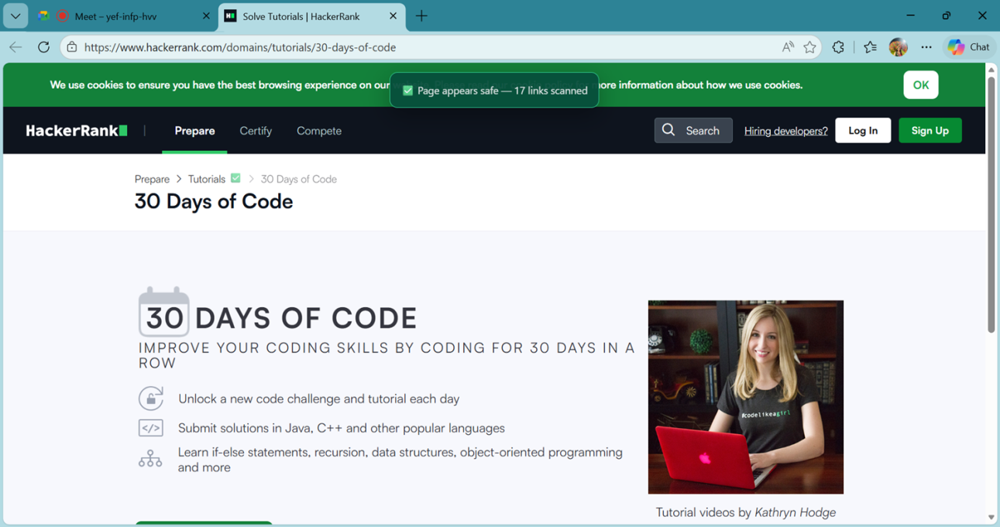 Meet – yef-infp-hvv
Solve Tutorials | HackerRank
https://www.hackerrank.com/domains/tutorials/30-days-of-code
Chat
We use cookies to ensure you have the best browsing experience on our more information about how we use cookies.
OK
Page appears safe — 17 links scanned
HackerRank
Prepare
Certify
Compete
Search
Hiring developers?
Log In
Sign Up
Prepare > Tutorials > 30 Days of Code
30 Days of Code
30 DAYS OF CODE
IMPROVE YOUR CODING SKILLS BY CODING FOR 30 DAYS IN A
ROW
Unlock a new code challenge and tutorial each day
</> Submit solutions in Java, C++ and other popular languages
Learn if-else statements, recursion, data structures, object-oriented programming
and more
#codelikeagirl
Tutorial videos by Kathryn Hodge